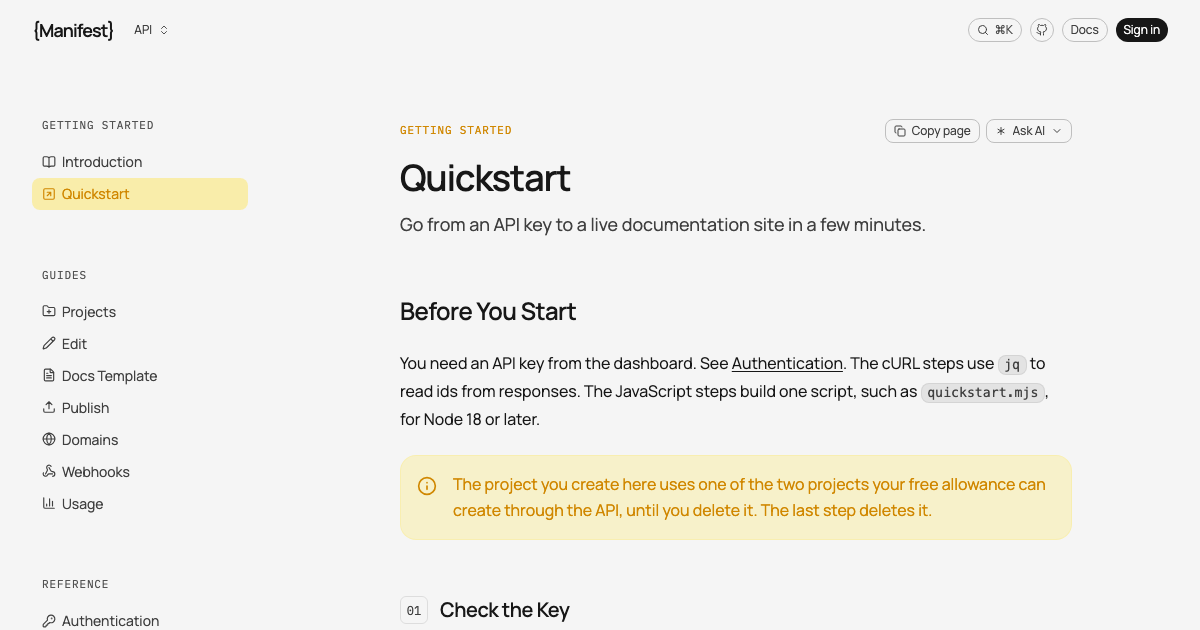 {Manifest}
API
⌘K
Docs
Sign in
GETTING STARTED
Introduction
Quickstart
GUIDES
Projects
Edit
Docs Template
Publish
Domains
Webhooks
Usage
REFERENCE
Authentication
GETTING STARTED
Copy page
Ask AI
Quickstart
Go from an API key to a live documentation site in a few minutes.
Before You Start
You need an API key from the dashboard. See Authentication. The cURL steps use jq to
read ids from responses. The JavaScript steps build one script, such as quickstart.mjs,
for Node 18 or later.
The project you create here uses one of the two projects your free allowance can
create through the API, until you delete it. The last step deletes it.
01 Check the Key